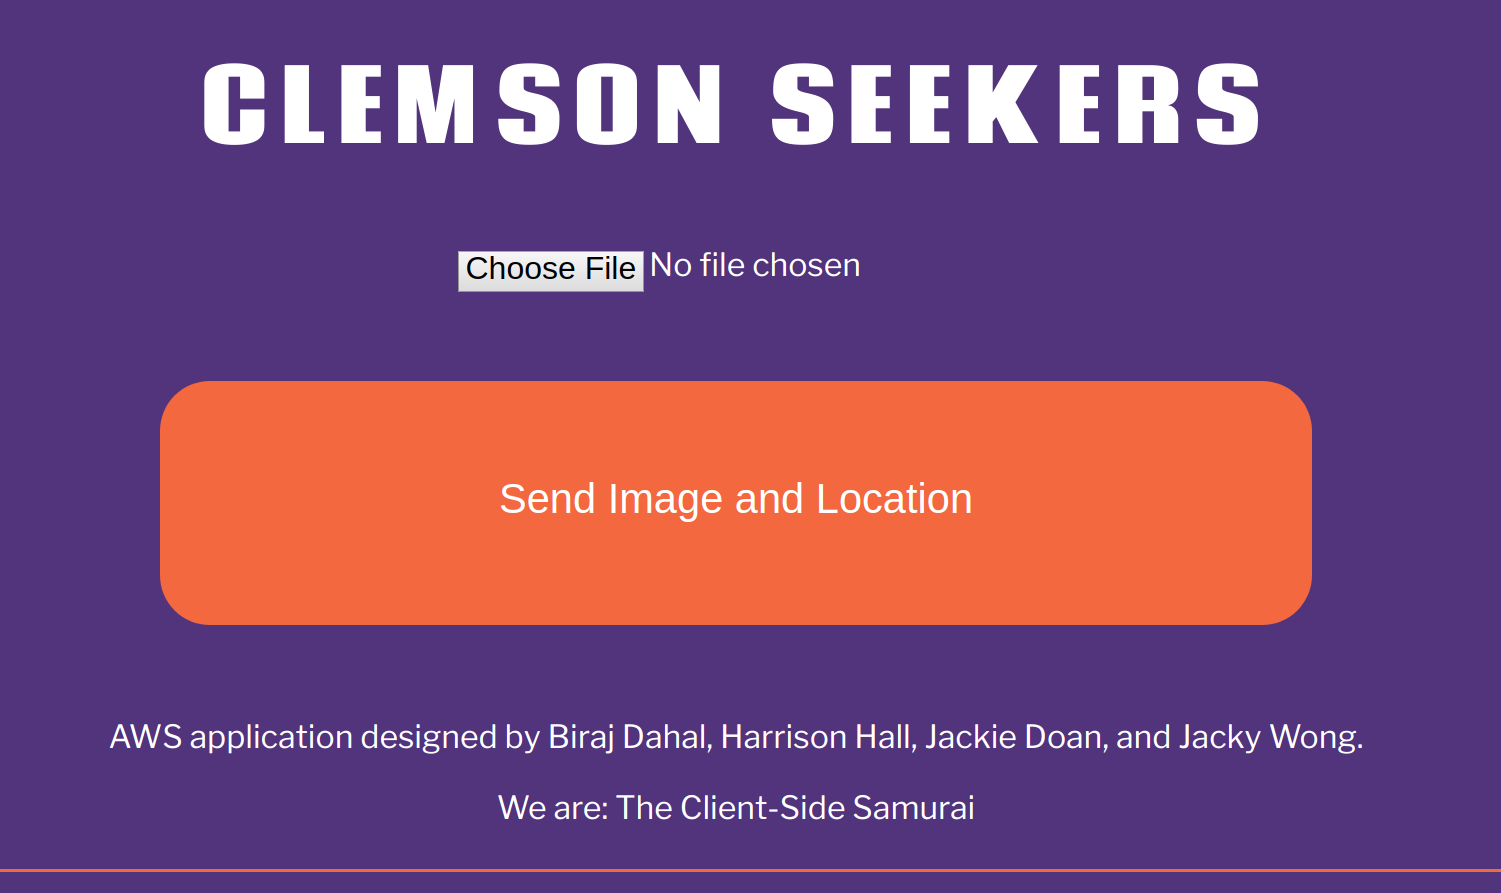 CLEMSON SEEKERS
Choose File No file chosen
Send Image and Location
AWS application designed by Biraj Dahal, Harrison Hall, Jackie Doan, and Jacky Wong.
We are: The Client-Side Samurai